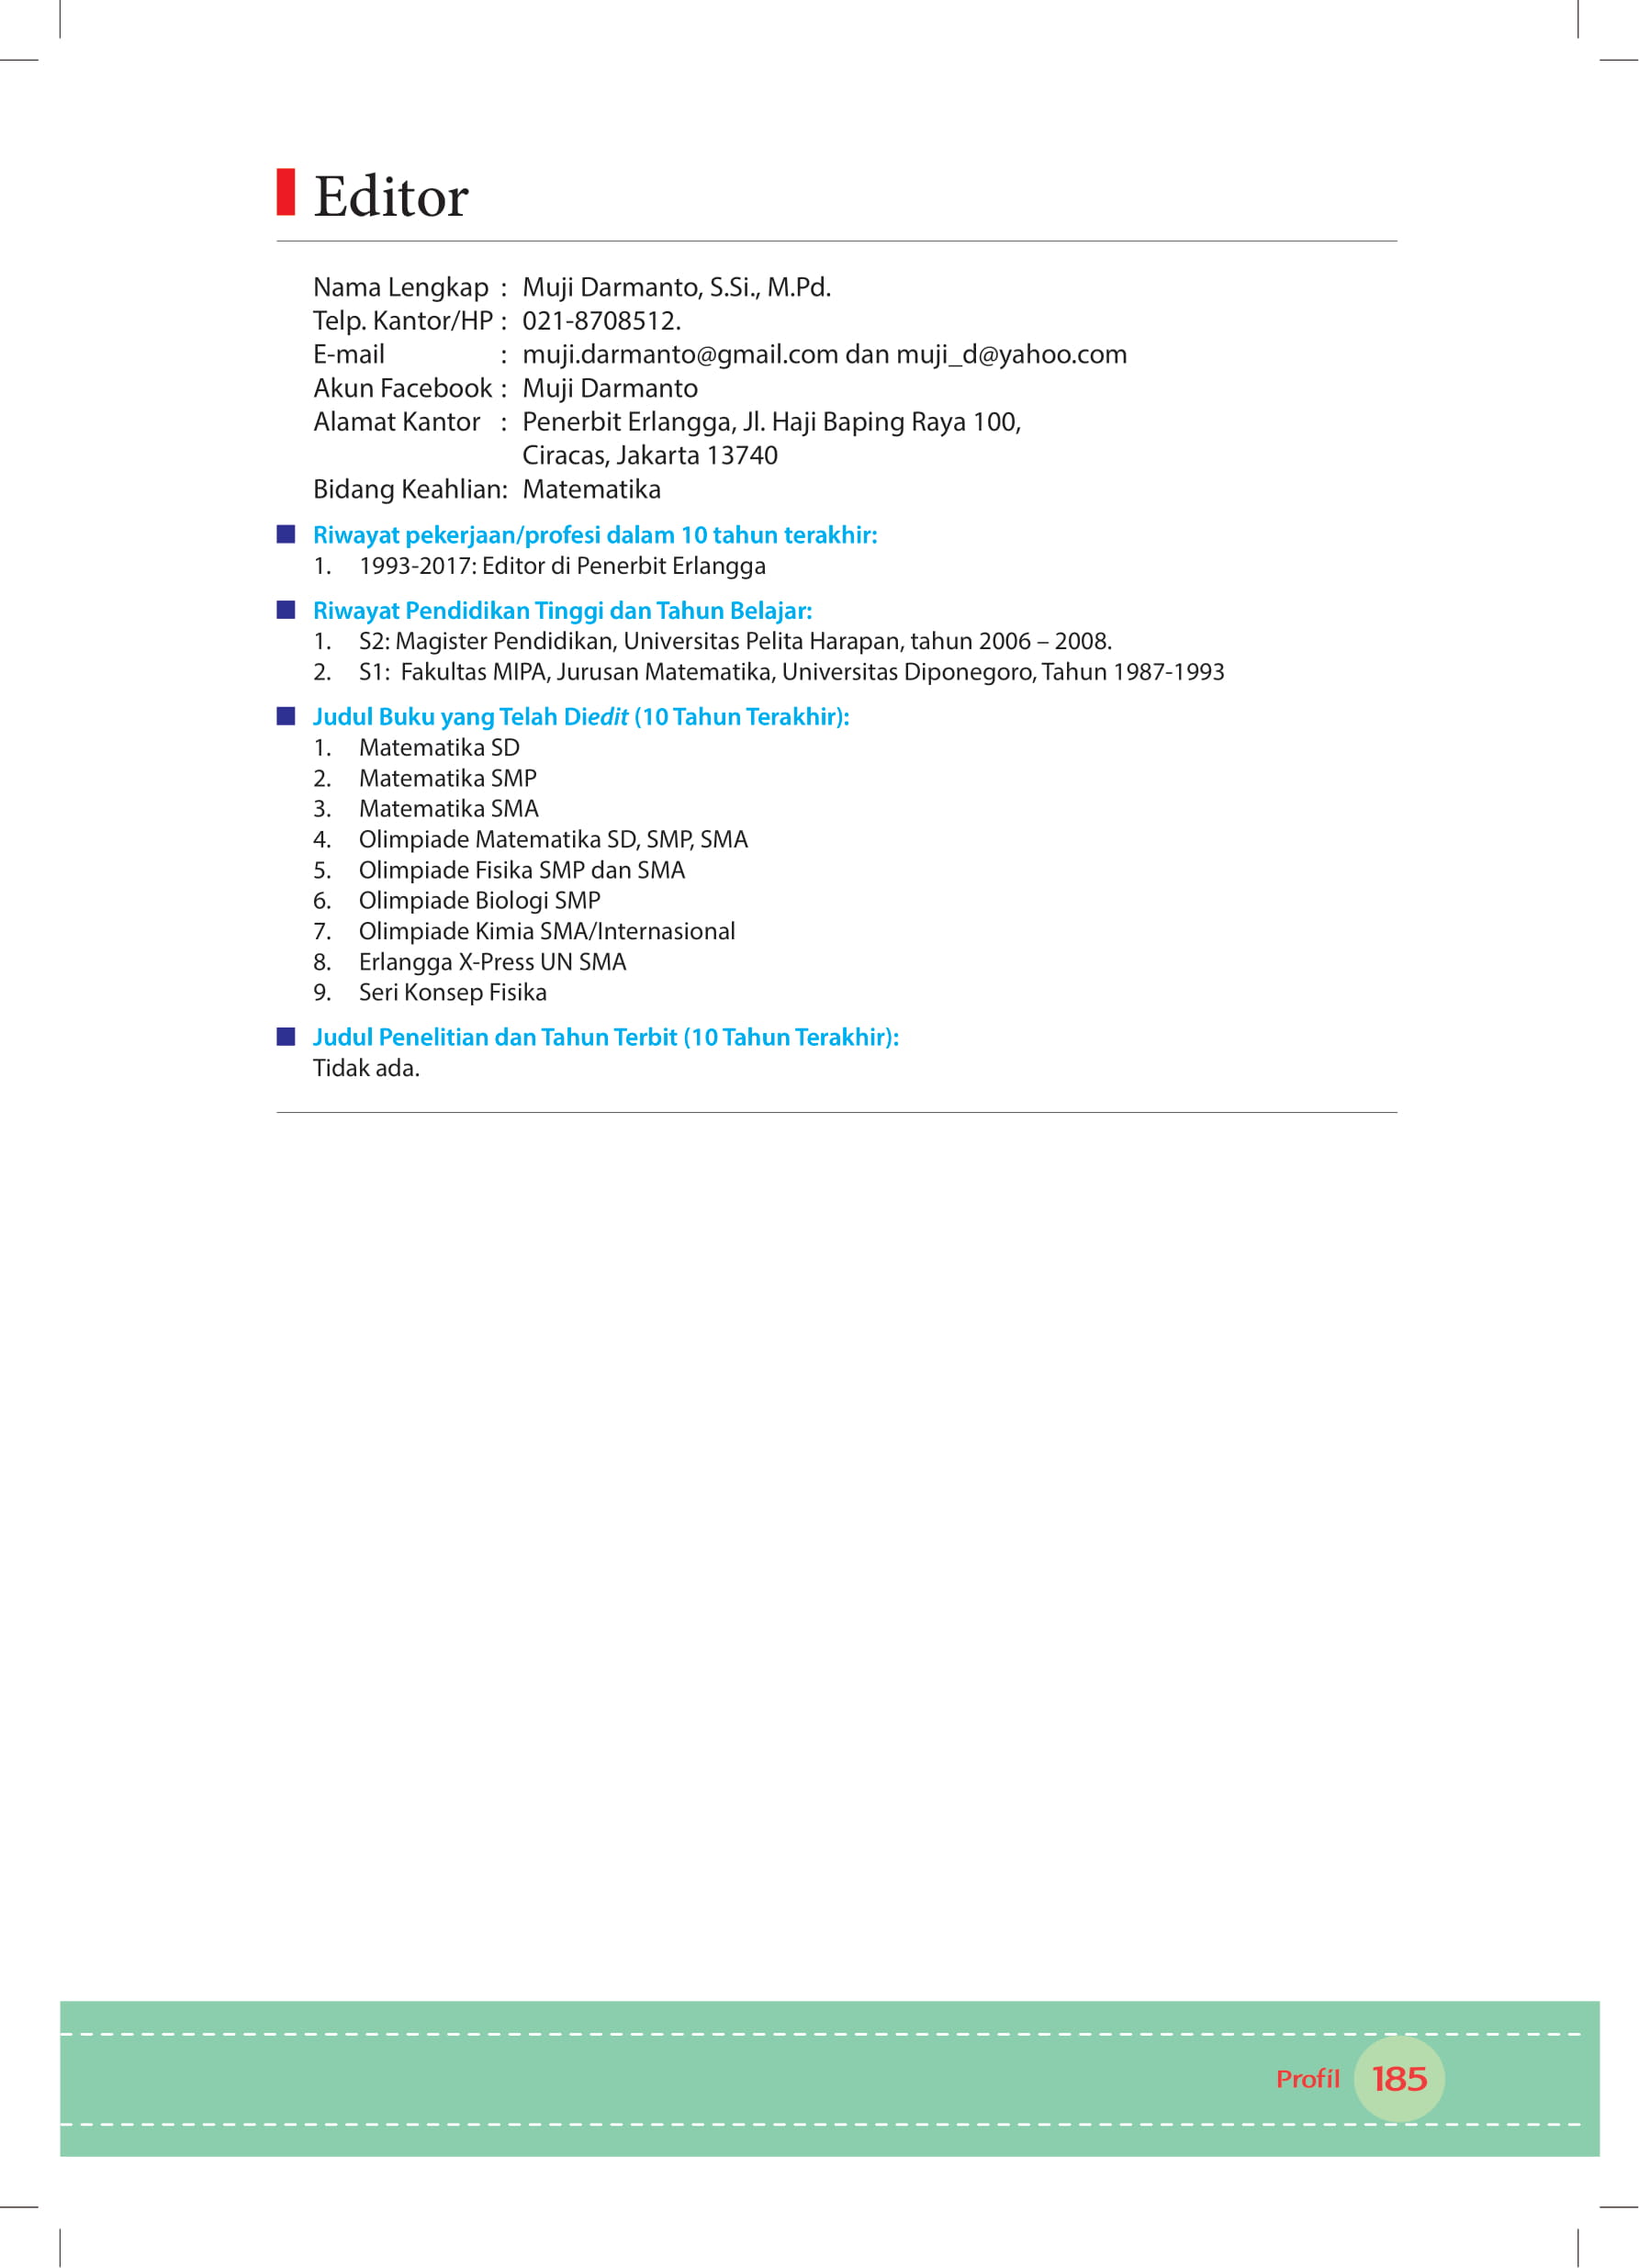 Editor
Nama Lengkap : Muji Darmanto, S.Si., M.Pd.
Telp. Kantor/HP : 021-8708512.
E-mail : muji.darmanto@gmail.com dan muji_d@yahoo.com
Akun Facebook : Muji Darmanto
Alamat Kantor : Penerbit Erlangga, Jl. Haji Baping Raya 100,
Ciracas, Jakarta 13740
Bidang Keahlian: Matematika
Riwayat pekerjaan/profesi dalam 10 tahun terakhir:
1. 1993-2017: Editor di Penerbit Erlangga
Riwayat Pendidikan Tinggi dan Tahun Belajar:
1. S2: Magister Pendidikan, Universitas Pelita Harapan, tahun 2006 – 2008.
2. S1: Fakultas MIPA, Jurusan Matematika, Universitas Diponegoro, Tahun 1987-1993
Judul Buku yang Telah Diedit (10 Tahun Terakhir):
1. Matematika SD
2. Matematika SMP
3. Matematika SMA
4. Olimpiade Matematika SD, SMP, SMA
5. Olimpiade Fisika SMP dan SMA
6. Olimpiade Biologi SMP
7. Olimpiade Kimia SMA/Internasional
8. Erlangga X-Press UN SMA
9. Seri Konsep Fisika
Judul Penelitian dan Tahun Terbit (10 Tahun Terakhir):
Tidak ada.
Profil 185